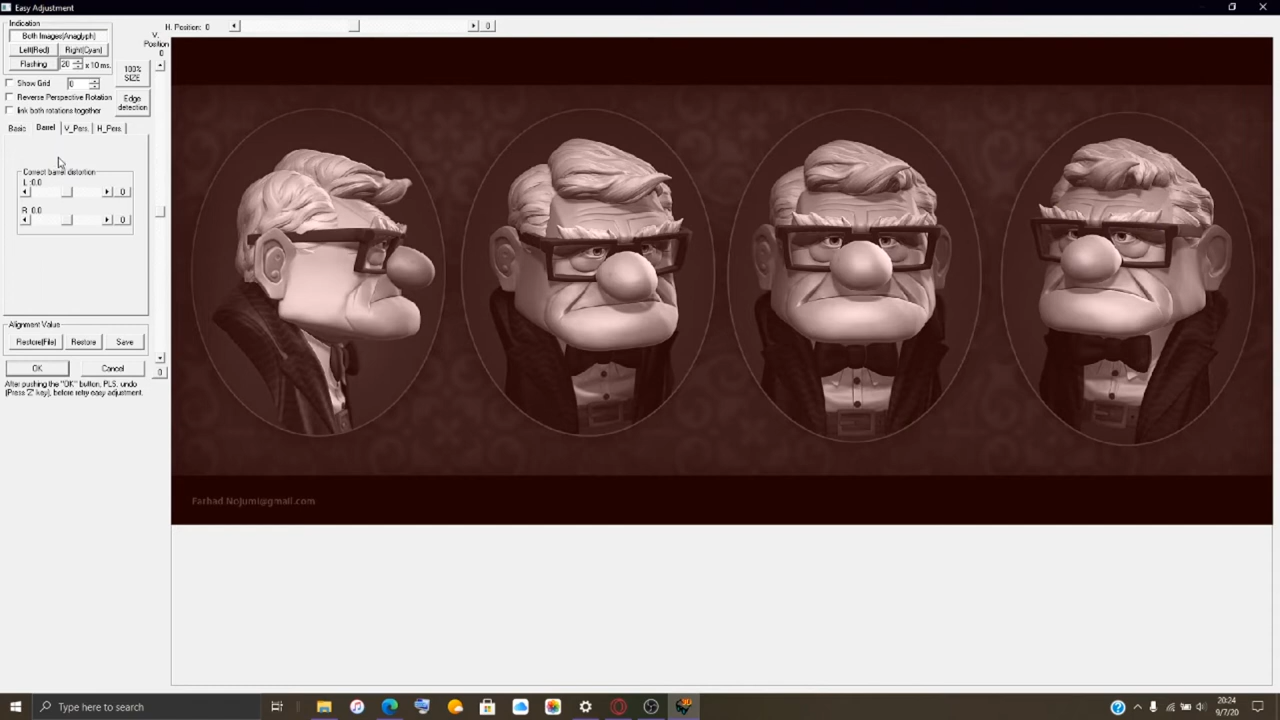 Easy Adjustment
Indication
Both Images(Anaglyph)
Left(Red) Right(Cyan)
Flashing 20 x 10 ms.
Show Grid 0
Reverse Perspective Rotation
link both rotations together
H. Position: 0
0
V. Position 0
100% SIZE
Edge detection
Basic Barrel V_Pers. H_Pers.
Correct barrel distortion
L :0.0
0
R :0.0
0
Alignment Value
Restore(File) Restore Save
0
OK Cancel
After pushing the "OK" button, PLS. undo
(Press 'Z' key), before retry easy adjustment.
Farhad.Nojumi@gmail.com
Type here to search
20:24
9/7/20